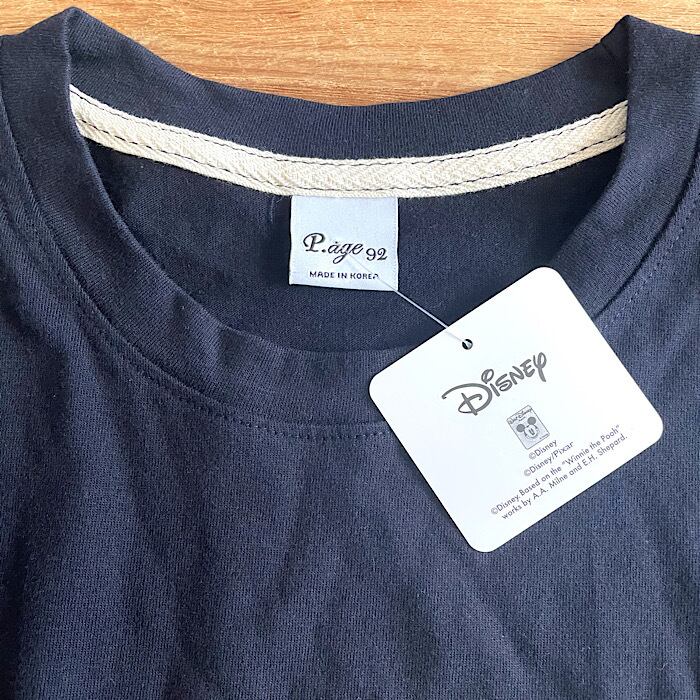 P.àge 92
MADE IN KOREA
DISNEY
©Disney
©Disney/Pixar
©Disney. Based on the "Winnie the Pooh"
works by A.A. Milne and E.H. Shepard.